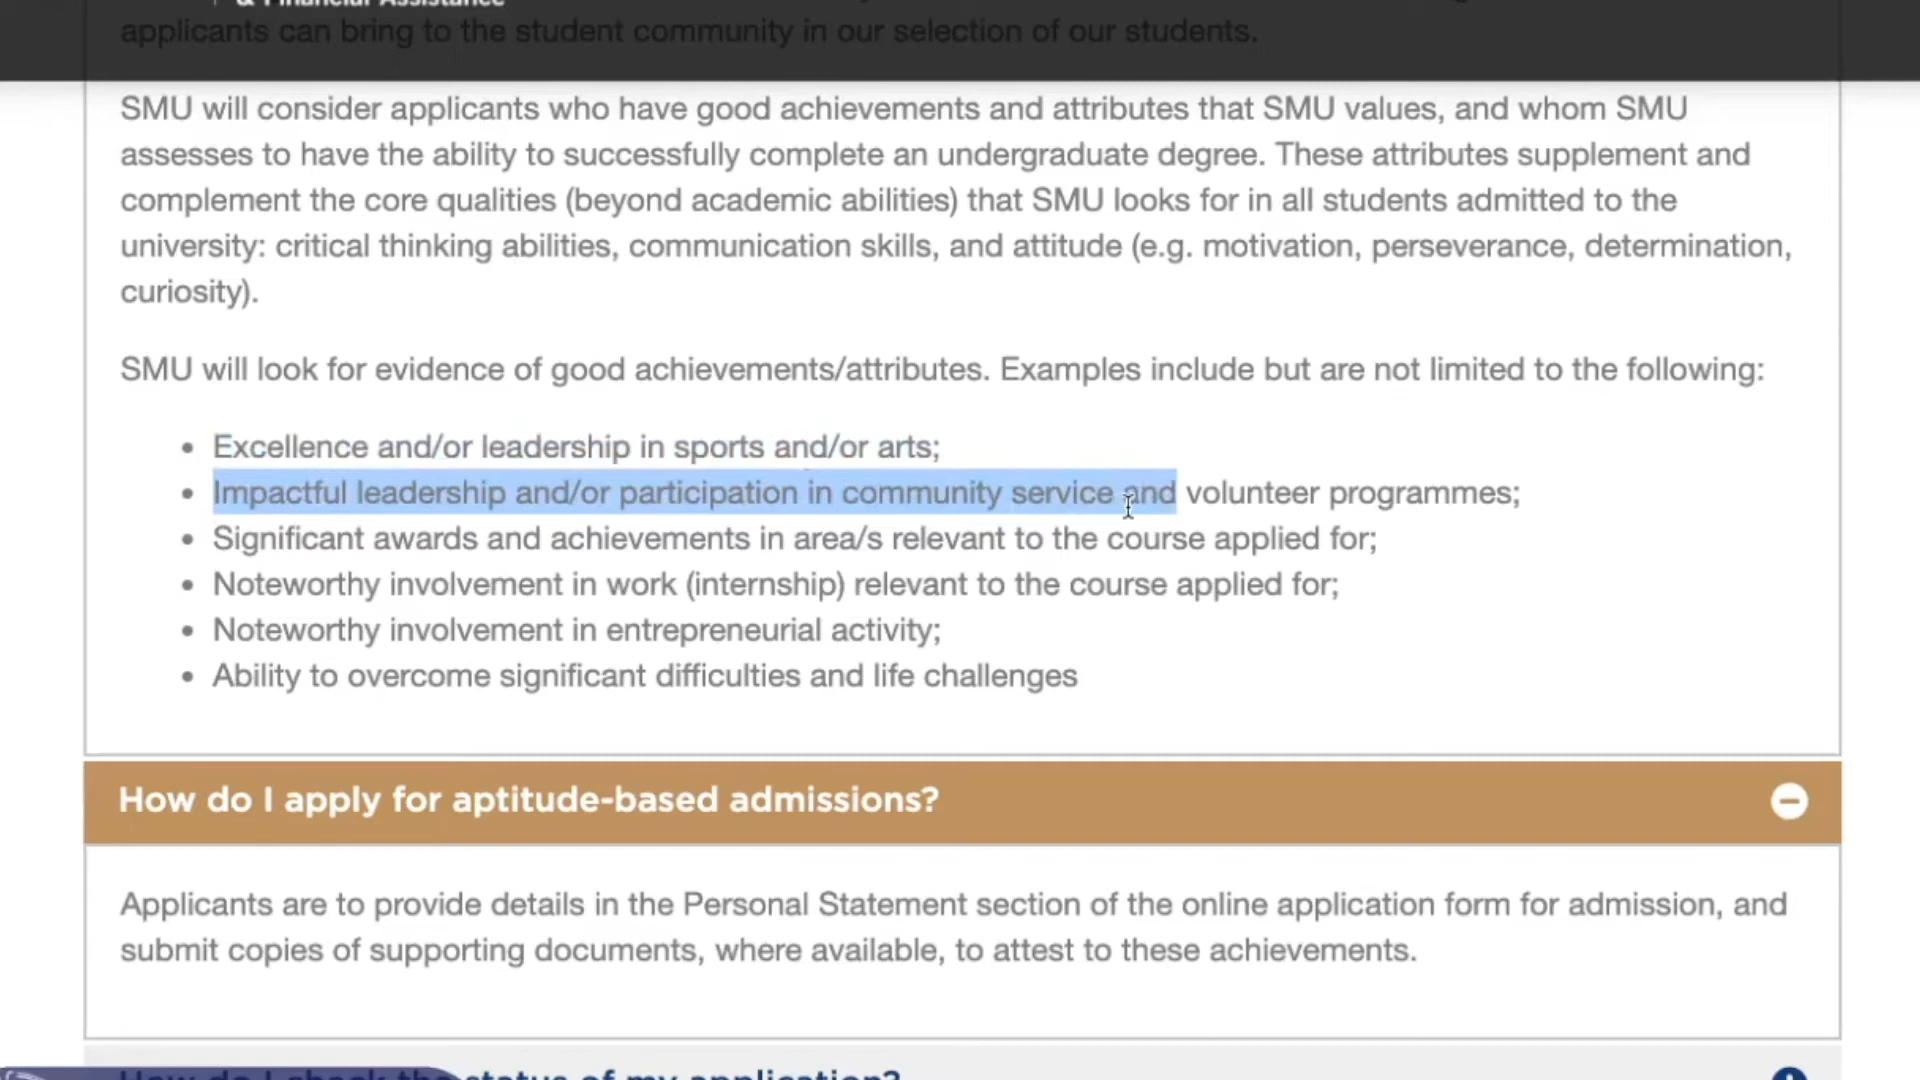 & Financial Assistance
applicants can bring to the student community in our selection of our students.
SMU will consider applicants who have good achievements and attributes that SMU values, and whom SMU
assesses to have the ability to successfully complete an undergraduate degree. These attributes supplement and
complement the core qualities (beyond academic abilities) that SMU looks for in all students admitted to the
university: critical thinking abilities, communication skills, and attitude (e.g. motivation, perseverance, determination,
curiosity).
SMU will look for evidence of good achievements/attributes. Examples include but are not limited to the following:
• Excellence and/or leadership in sports and/or arts;
• Impactful leadership and/or participation in community service and volunteer programmes;
• Significant awards and achievements in area/s relevant to the course applied for;
• Noteworthy involvement in work (internship) relevant to the course applied for;
• Noteworthy involvement in entrepreneurial activity;
• Ability to overcome significant difficulties and life challenges
How do I apply for aptitude-based admissions?
Applicants are to provide details in the Personal Statement section of the online application form for admission, and
submit copies of supporting documents, where available, to attest to these achievements.
How do I check the status of my application?